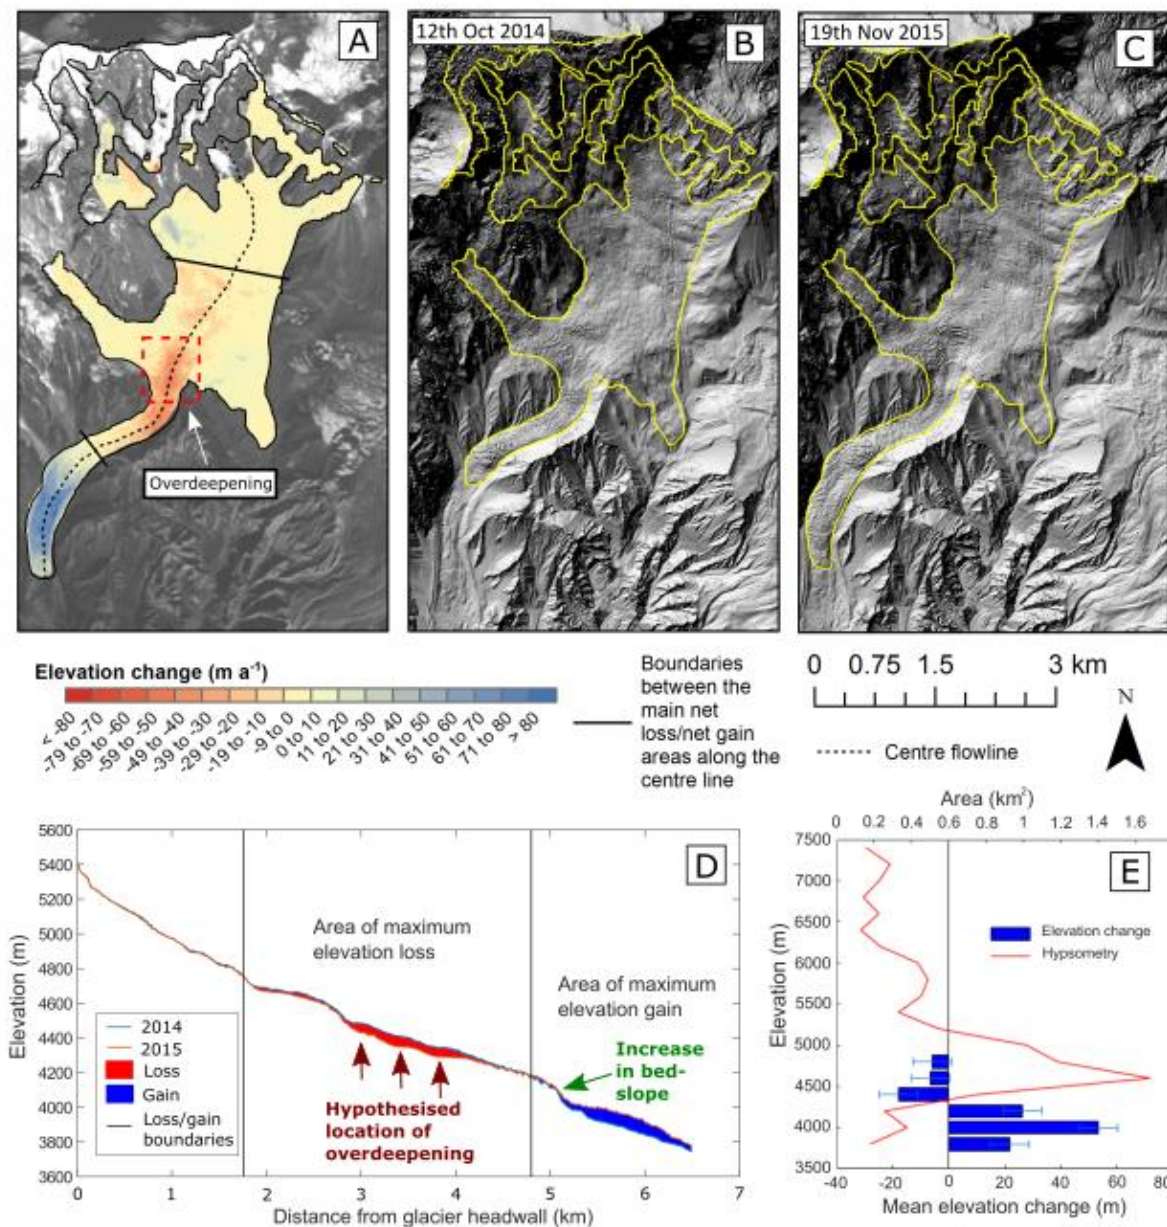 A
12th Oct 2014
B
19th Nov 2015
C
Overdeepening
Elevation change (m a⁻¹)
< -80
-79 to -70
-69 to -60
-59 to -50
-49 to -40
-39 to -30
-29 to -20
-19 to -10
-9 to 0
0 to 10
11 to 20
21 to 30
31 to 40
41 to 50
51 to 60
61 to 70
71 to 80
> 80
Boundaries
between the
main net
loss/net gain
areas along the
centre line
0 0.75 1.5 3 km
N
Centre flowline
D
Elevation (m)
5600
5400
5200
5000
4800
4600
4400
4200
4000
3800
3600
Area of maximum
elevation loss
Area of maximum
elevation gain
Increase
in bed-
slope
Hypothesised
location of
overdeepening
2014
2015
Loss
Gain
Loss/gain
boundaries
0 1 2 3 4 5 6 7
Distance from glacier headwall (km)
Area (km²)
0 0.2 0.4 0.6 0.8 1 1.2 1.4 1.6
E
Elevation (m)
7500
7000
6500
6000
5500
5000
4500
4000
3500
Elevation change
Hypsometry
-40 -20 0 20 40 60 80
Mean elevation change (m)